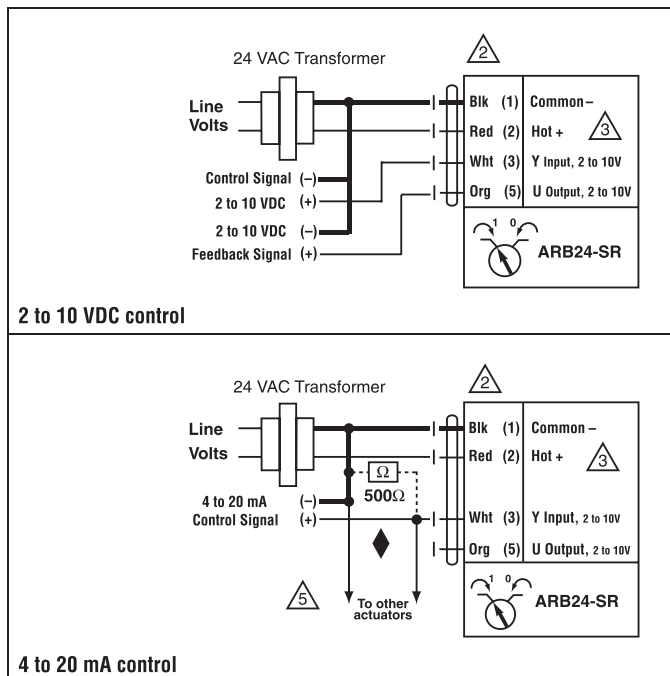 24 VAC Transformer
Line
Volts
2
Blk (1) Common –
Red (2) Hot +
3
Wht (3) Y Input, 2 to 10V
Org (5) U Output, 2 to 10V
Control Signal (–)
2 to 10 VDC (+)
2 to 10 VDC (–)
Feedback Signal (+)
1 0
ARB24-SR
2 to 10 VDC control
24 VAC Transformer
Line
Volts
2
Blk (1) Common –
Red (2) Hot +
3
Ω
500Ω
4 to 20 mA (–)
Control Signal (+)
Wht (3) Y Input, 2 to 10V
Org (5) U Output, 2 to 10V
5
To other
actuators
1 0
ARB24-SR
4 to 20 mA control